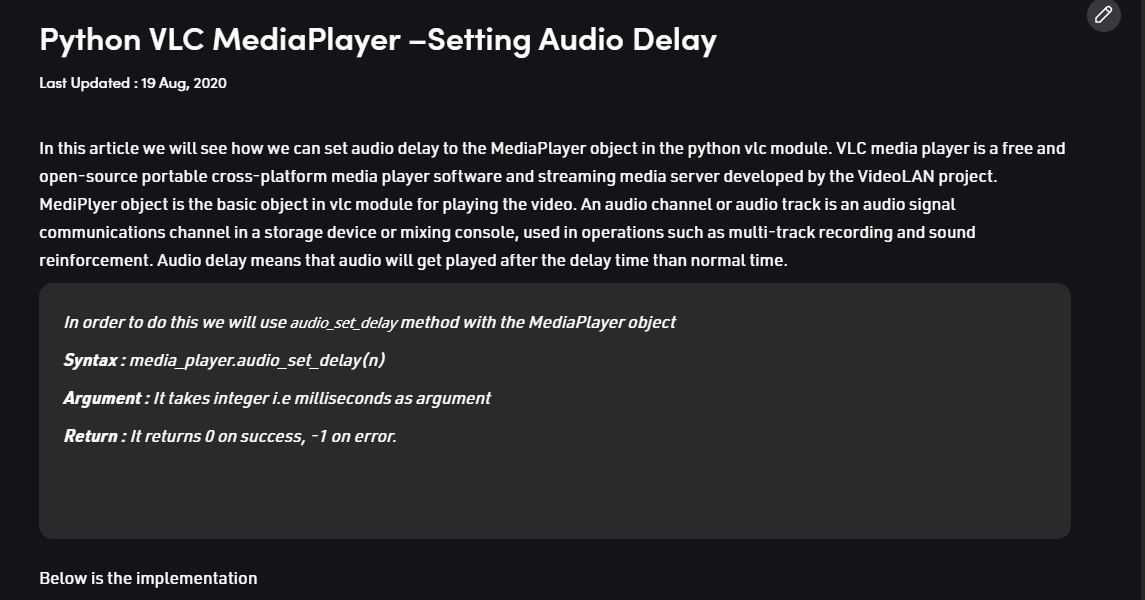 Python VLC MediaPlayer –Setting Audio Delay
Last Updated : 19 Aug, 2020
In this article we will see how we can set audio delay to the MediaPlayer object in the python vlc module. VLC media player is a free and
open-source portable cross-platform media player software and streaming media server developed by the VideoLAN project.
MediPlyer object is the basic object in vlc module for playing the video. An audio channel or audio track is an audio signal
communications channel in a storage device or mixing console, used in operations such as multi-track recording and sound
reinforcement. Audio delay means that audio will get played after the delay time than normal time.
In order to do this we will use audio_set_delay method with the MediaPlayer object
Syntax : media_player.audio_set_delay(n)
Argument : It takes integer i.e milliseconds as argument
Return : It returns 0 on success, -1 on error.
Below is the implementation